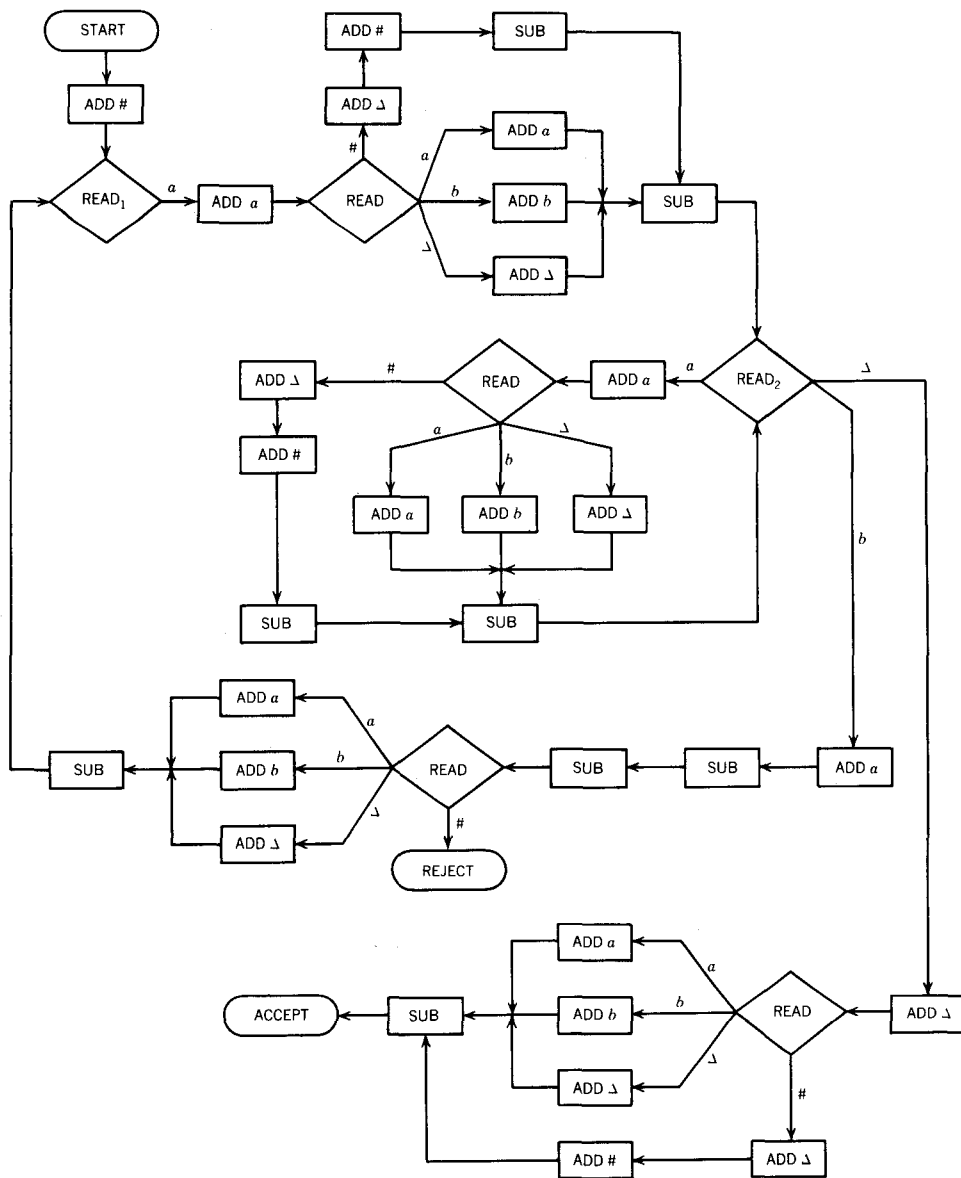 START
ADD #
SUB
ADD #
ADD Δ
ADD a
#
a
READ₁
a
ADD a
READ
b
ADD b
SUB
Δ
ADD Δ
ADD Δ
#
READ
ADD a
a
READ₂
Δ
ADD #
a
b
Δ
ADD a
ADD b
ADD Δ
b
SUB
SUB
ADD a
a
SUB
ADD b
b
READ
SUB
SUB
ADD a
ADD Δ
Δ
#
REJECT
ADD a
a
ACCEPT
SUB
ADD b
b
READ
ADD Δ
ADD Δ
Δ
#
ADD #
ADD Δ